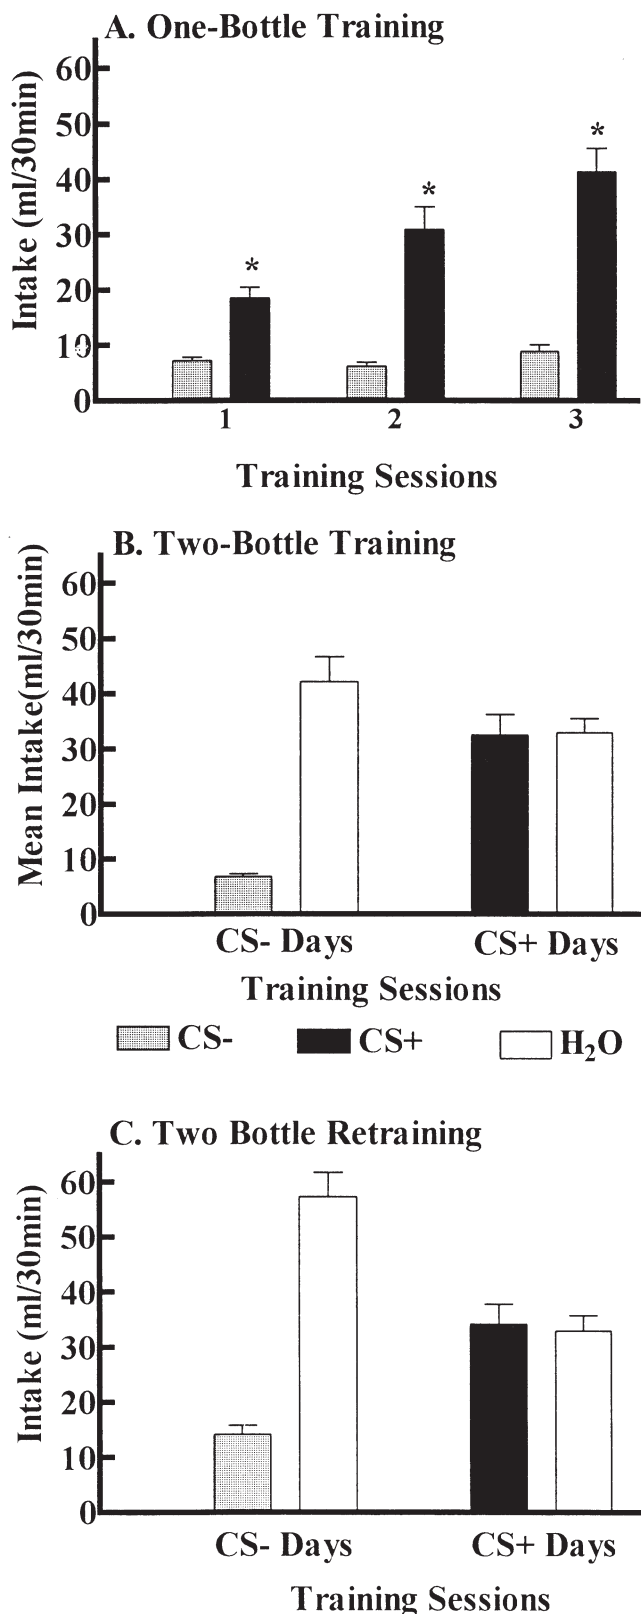 A. One-Bottle Training
Intake (ml/30min)
60
50
40
30
20
10
0
*
*
*
1 2 3
Training Sessions
B. Two-Bottle Training
Mean Intake(ml/30min)
60
50
40
30
20
10
0
CS- Days CS+ Days
Training Sessions
CS- CS+ H₂O
C. Two Bottle Retraining
Intake (ml/30min)
60
50
40
30
20
10
0
CS- Days CS+ Days
Training Sessions